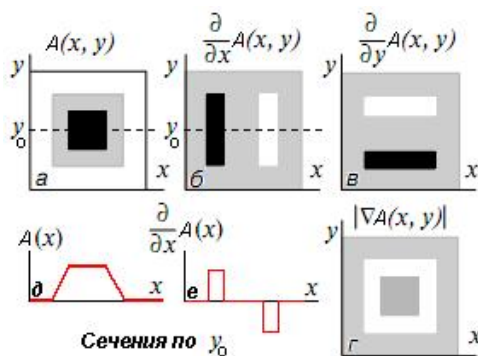 A(x, y)
y
y₀
а
x
∂/∂x A(x, y)
y
y₀
б
x
∂/∂y A(x, y)
y
в
x
A(x)
д
x
∂/∂x A(x)
е
x
|∇A(x, y)|
y
г
x
Сечения по y₀